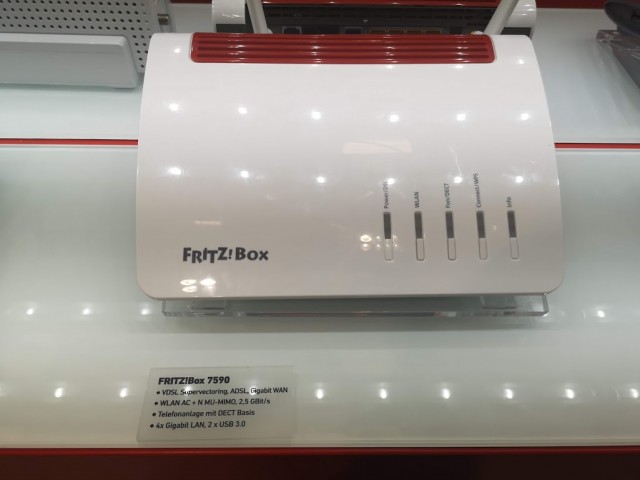 Power/DSL
WLAN
Fon/DECT
Connect/WPS
Info
FRITZ! Box
FRITZ!Box 7590
• VDSL Supervectoring, ADSL, Gigabit WAN
• WLAN AC + N MU-MIMO, 2,5 GBit/s
• Telefonanlage mit DECT Basis
• 4x Gigabit LAN, 2 x USB 3.0